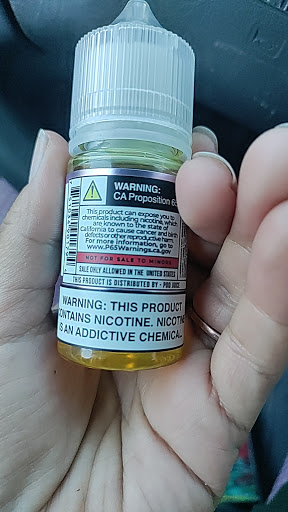 WARNING:
CA Proposition 65
This product can expose you to
chemicals including nicotine, which
are known to the state of
California to cause cancer and birth
defects or other reproductive harm.
For more information, go to
www.P65Warnings.ca.gov
NOT FOR SALE TO MINORS
SALE ONLY ALLOWED IN THE UNITED STATES
THIS PRODUCT IS DISTRIBUTED BY - POD JUICE
WARNING: THIS PRODUCT
CONTAINS NICOTINE. NICOTINE
IS AN ADDICTIVE CHEMICAL.